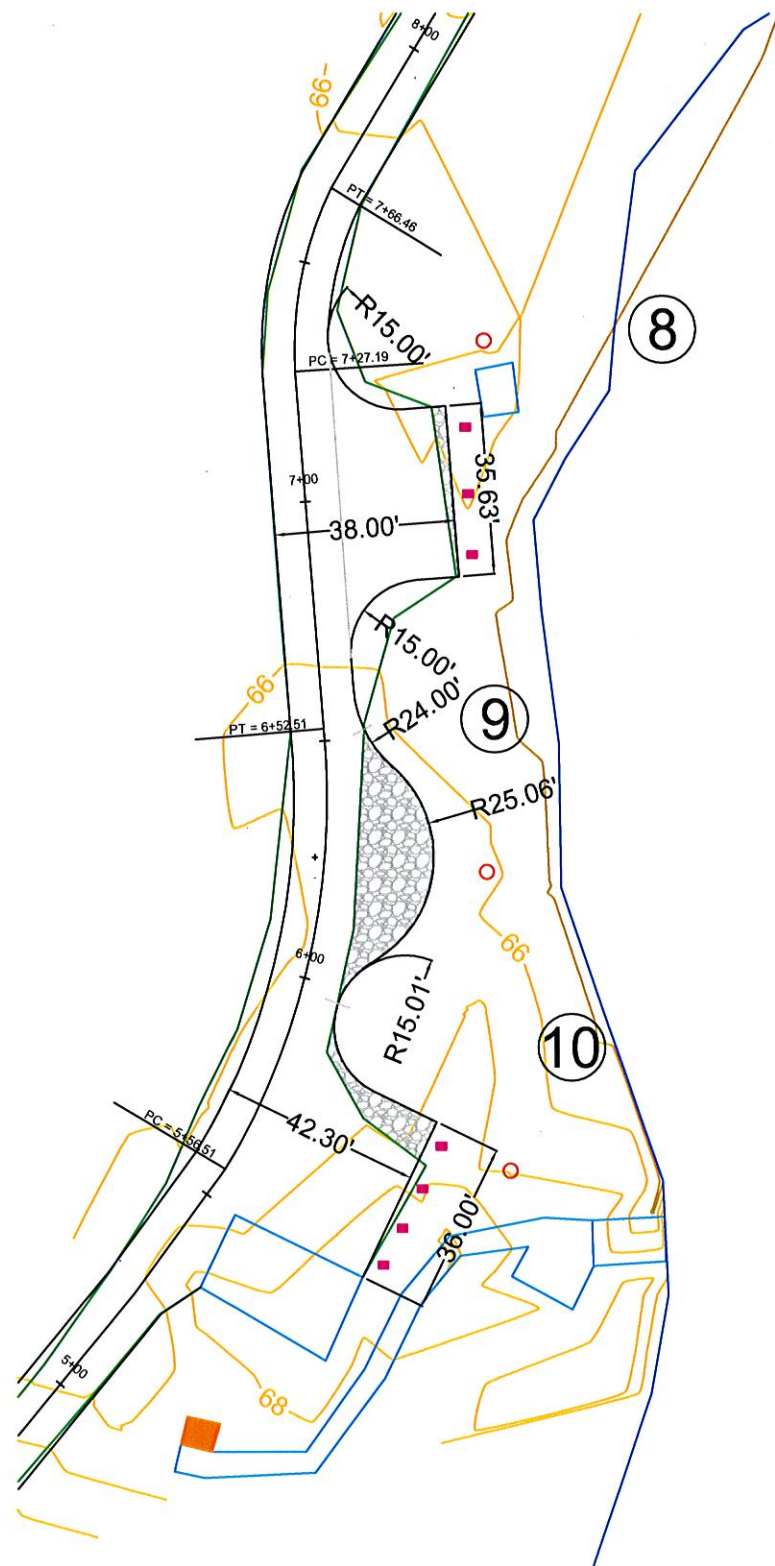 8+00
66
PT = 7+66.46
8
R15.00'
PC = 7+27.19
35.63'
7+00
38.00'
R15.00'
66
R24.00'
9
PT = 6+52.51
R25.06'
66
6+00
R15.01'
10
42.30'
PC = 5+56.51
36.00'
5+00
68